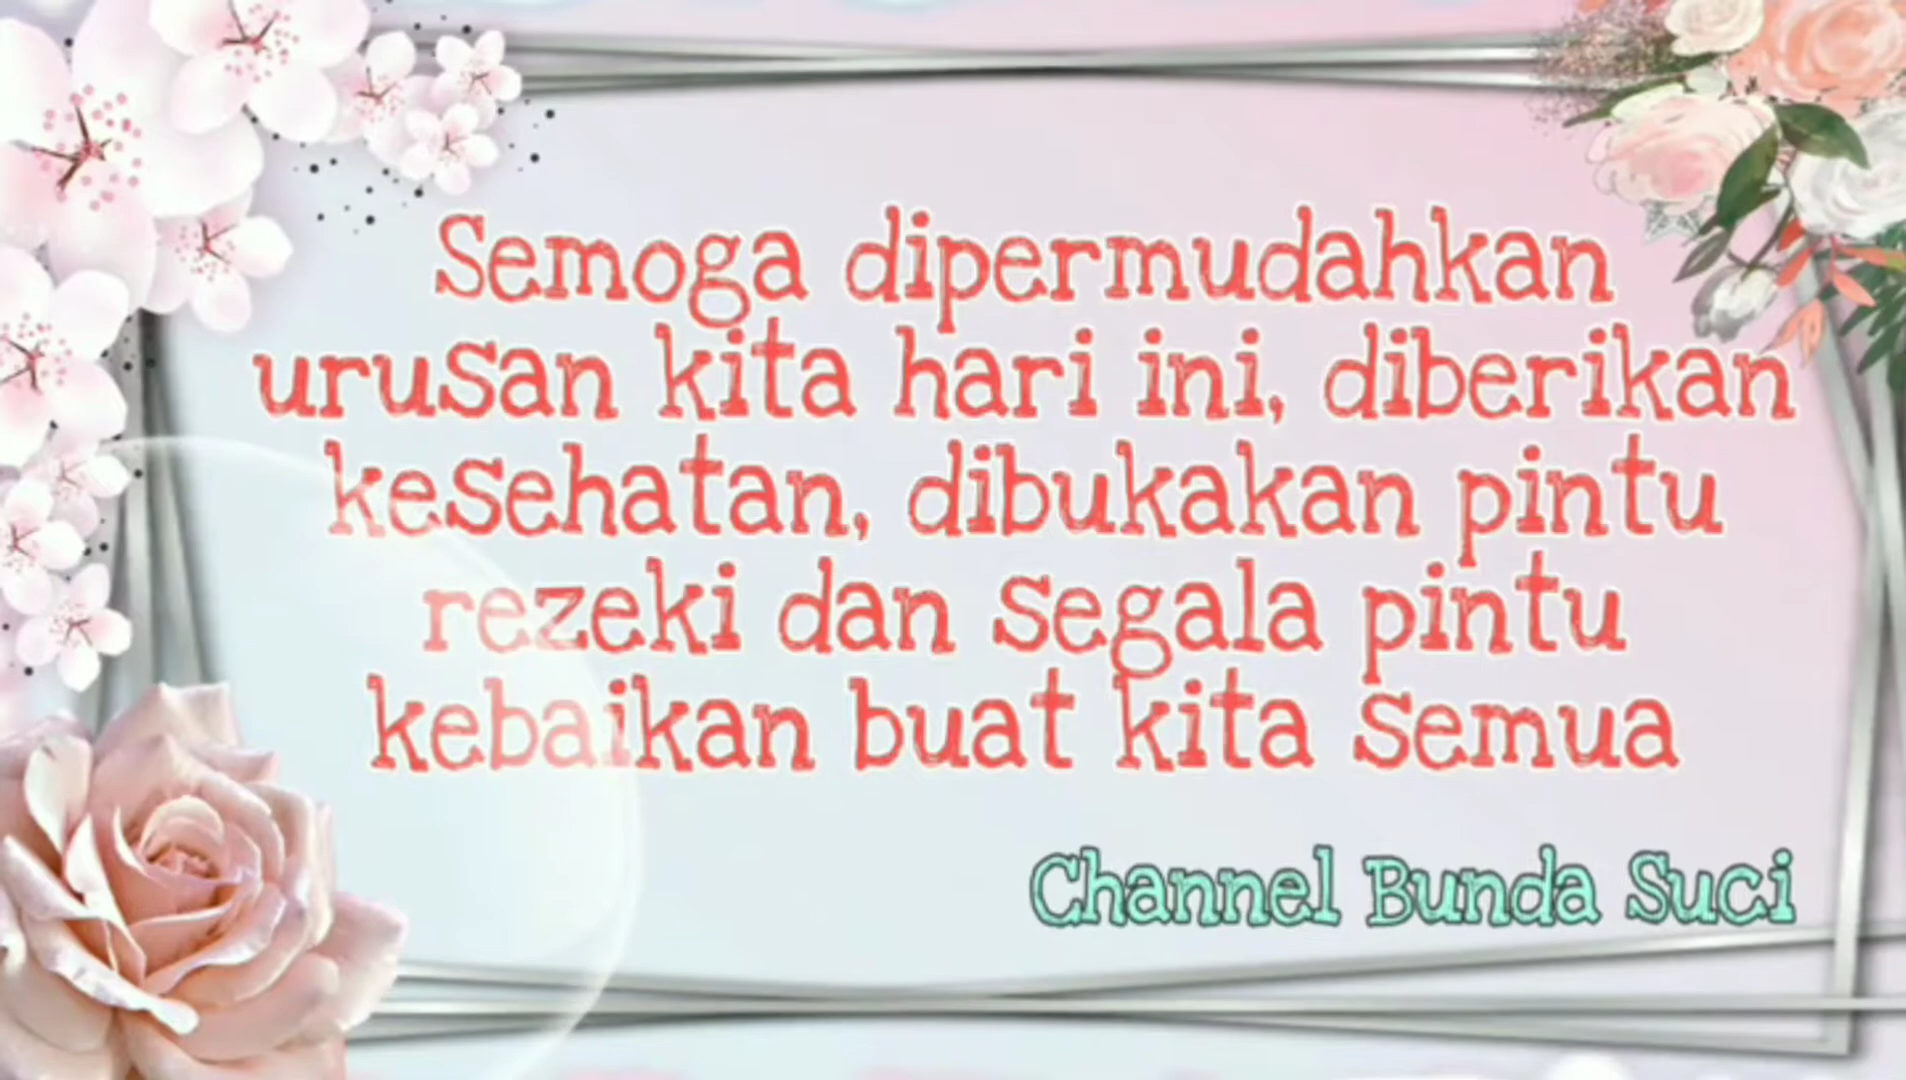 Semoga dipermudahkan
urusan kita hari ini, diberikan
kesehatan, dibukakan pintu
rezeki dan segala pintu
kebaikan buat kita semua
Channel Bunda Suci